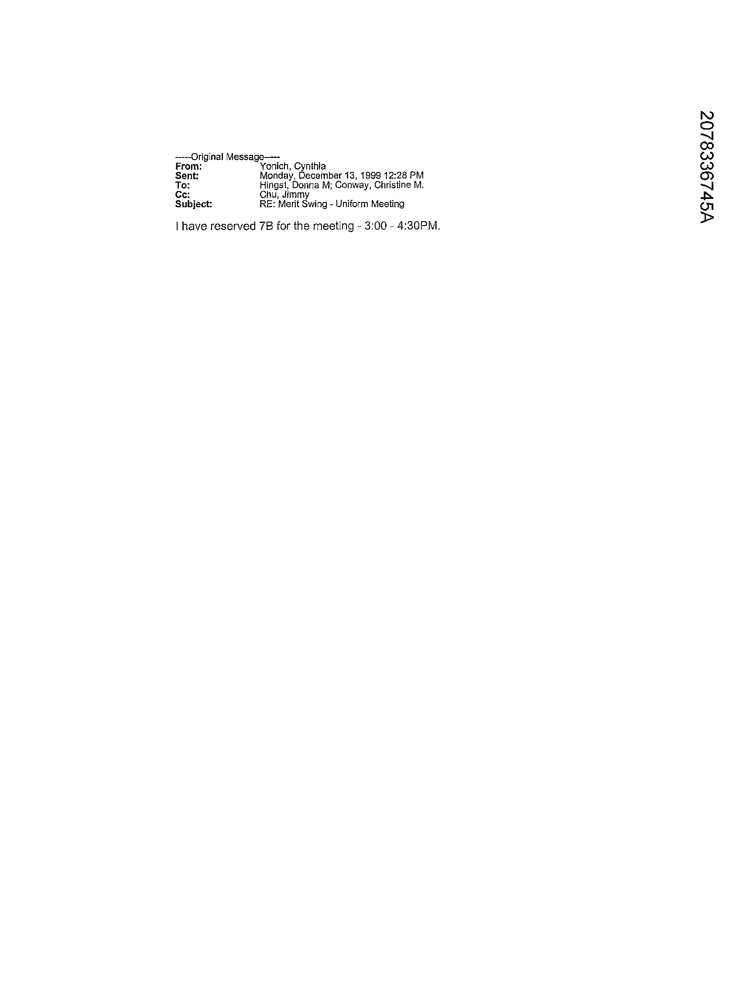 -----Original Message-----
From: Yonich, Cynthia
Sent: Monday, December 13, 1999 12:28 PM
To: Hingst, Donna M; Conway, Christine M.
Cc: Chu, Jimmy
Subject: RE: Merit Swing - Uniform Meeting
I have reserved 7B for the meeting - 3:00 - 4:30PM.
2078336745A